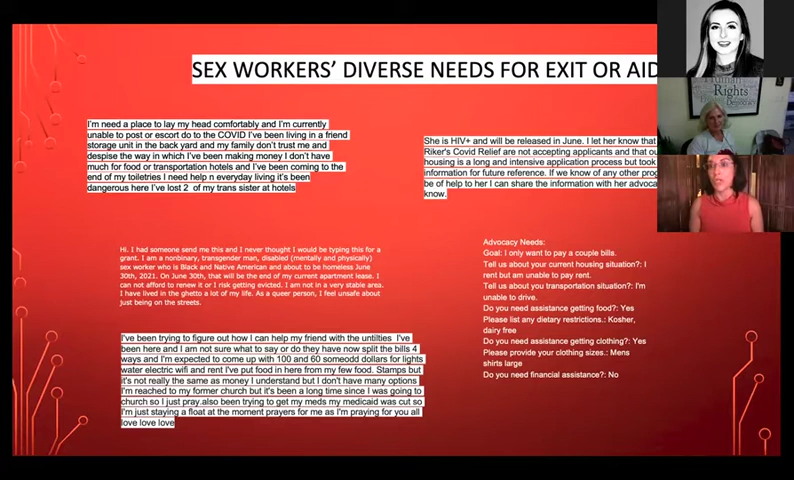 SEX WORKERS' DIVERSE NEEDS FOR EXIT OR AID
I'm need a place to lay my head comfortably and I'm currently
unable to post or escort do to the COVID I've been living in a friend
storage unit in the back yard and my family don't trust me and
despise the way in which I've been making money I don't have
much for food or transportation hotels and I've been coming to the
end of my toiletries I need help n everyday living it's been
dangerous here I've lost 2 of my trans sister at hotels
She is HIV+ and will be released in June. I let her know that
Riker's Covid Relief are not accepting applicants and that ou
housing is a long and intensive application process but took
information for future reference. If we know of any other prog
be of help to her I can share the information with her advoca
know.
Hi. I had someone send me this and I never thought I would be typing this for a
grant. I am a nonbinary, transgender man, disabled (mentally and physically)
sex worker who is Black and Native American and about to be homeless June
30th, 2021. On June 30th, that will be the end of my current apartment lease. I
can not afford to renew it or I risk getting evicted. I am not in a very stable area.
I have lived in the ghetto a lot of my life. As a queer person, I feel unsafe about
just being on the streets.
Advocacy Needs:
Goal: I only want to pay a couple bills.
Tell us about your current housing situation?: I
rent but am unable to pay rent.
Tell us about you transportation situation?: I'm
unable to drive.
Do you need assistance getting food?: Yes
Please list any dietary restrictions.: Kosher,
dairy free
Do you need assistance getting clothing?: Yes
Please provide your clothing sizes.: Mens
shirts large
Do you need financial assistance?: No
I've been trying to figure out how I can help my friend with the untilties I've
been here and I am not sure what to say or do they have now split the bills 4
ways and I'm expected to come up with 100 and 60 someodd dollars for lights
water electric wifi and rent I've put food in here from my few food. Stamps but
it's not really the same as money I understand but I don't have many options
I'm reached to my former church but it's been a long time since I was going to
church so I just pray.also been trying to get my meds my medicaid was cut so
I'm just staying a float at the moment prayers for me as I'm praying for you all
love love love
Human
Rights